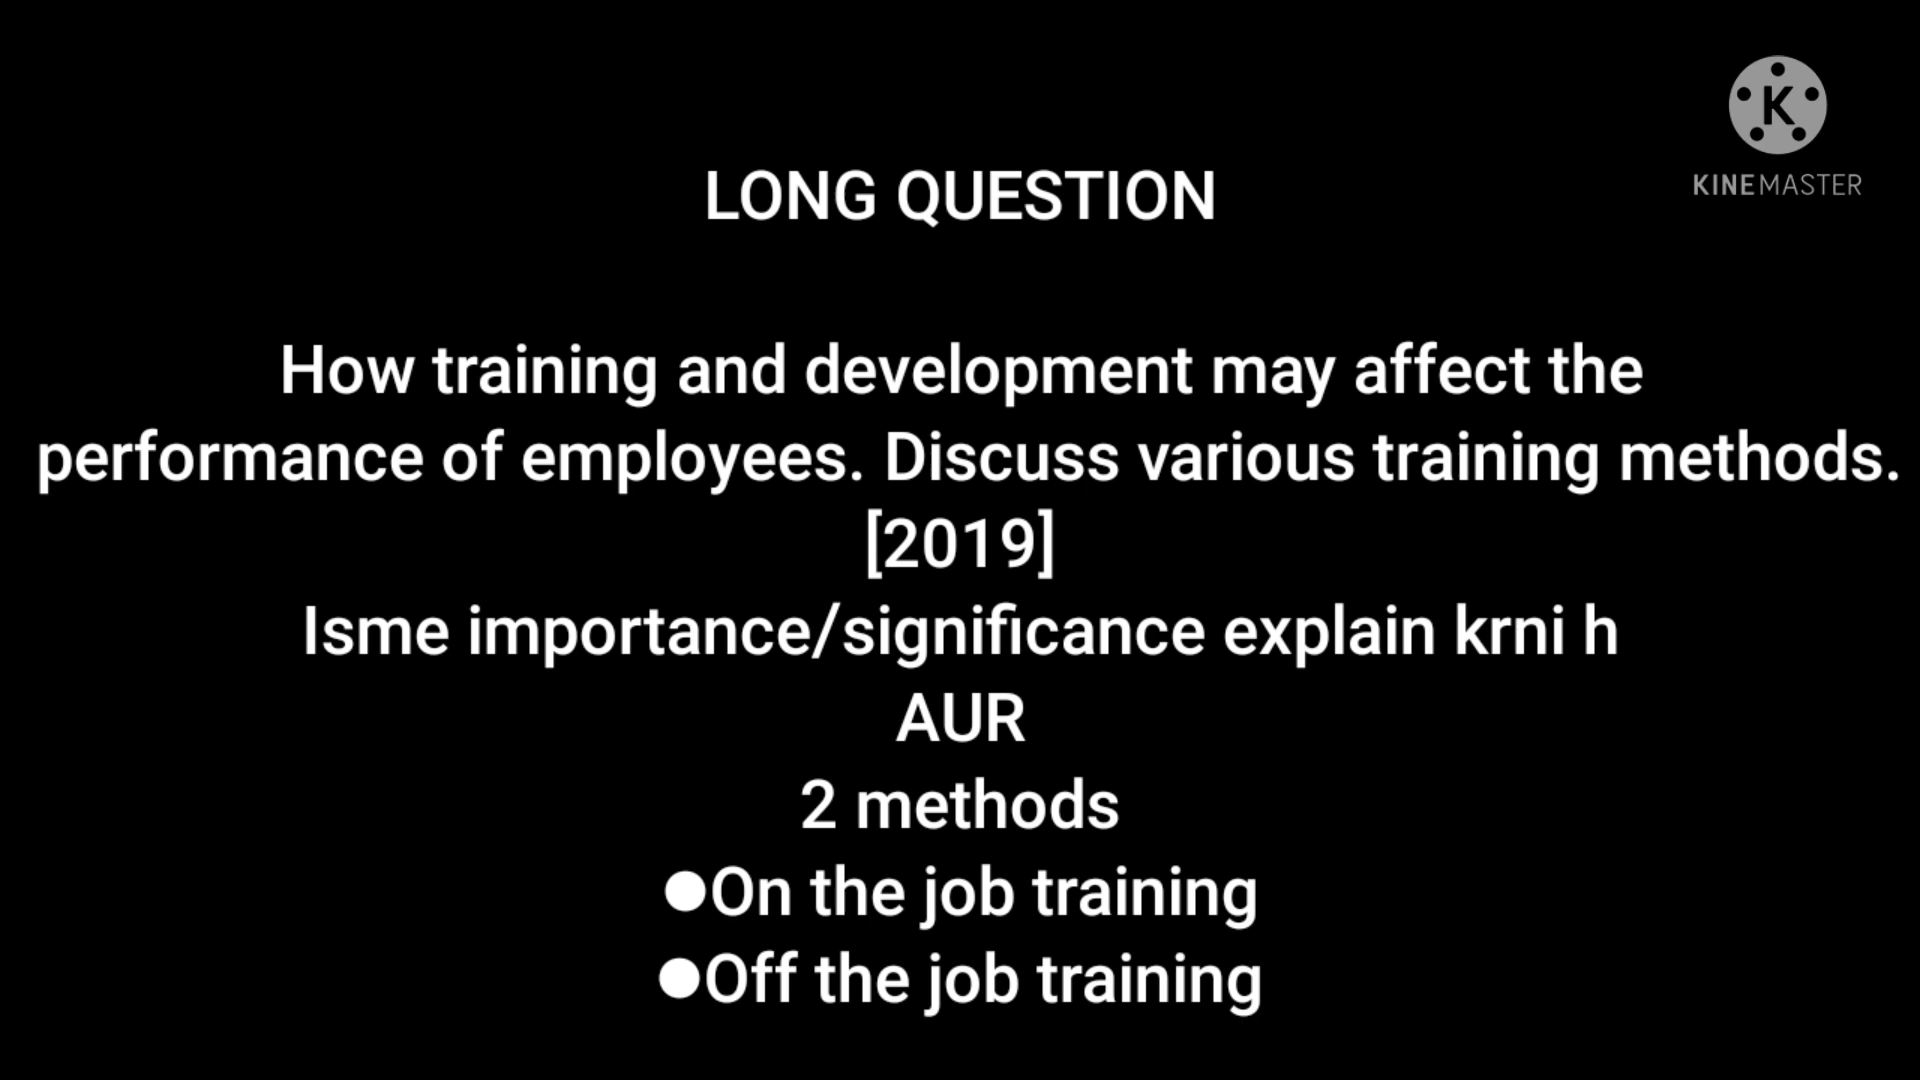 KINEMASTER
LONG QUESTION
How training and development may affect the
performance of employees. Discuss various training methods.
[2019]
Isme importance/significance explain krni h
AUR
2 methods
●On the job training
●Off the job training